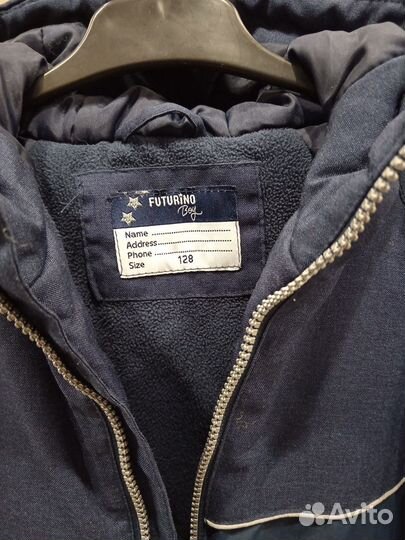 FUTURiNO
Boy
Name ........................
Address ........................
Phone ........................
Size 128
Avito